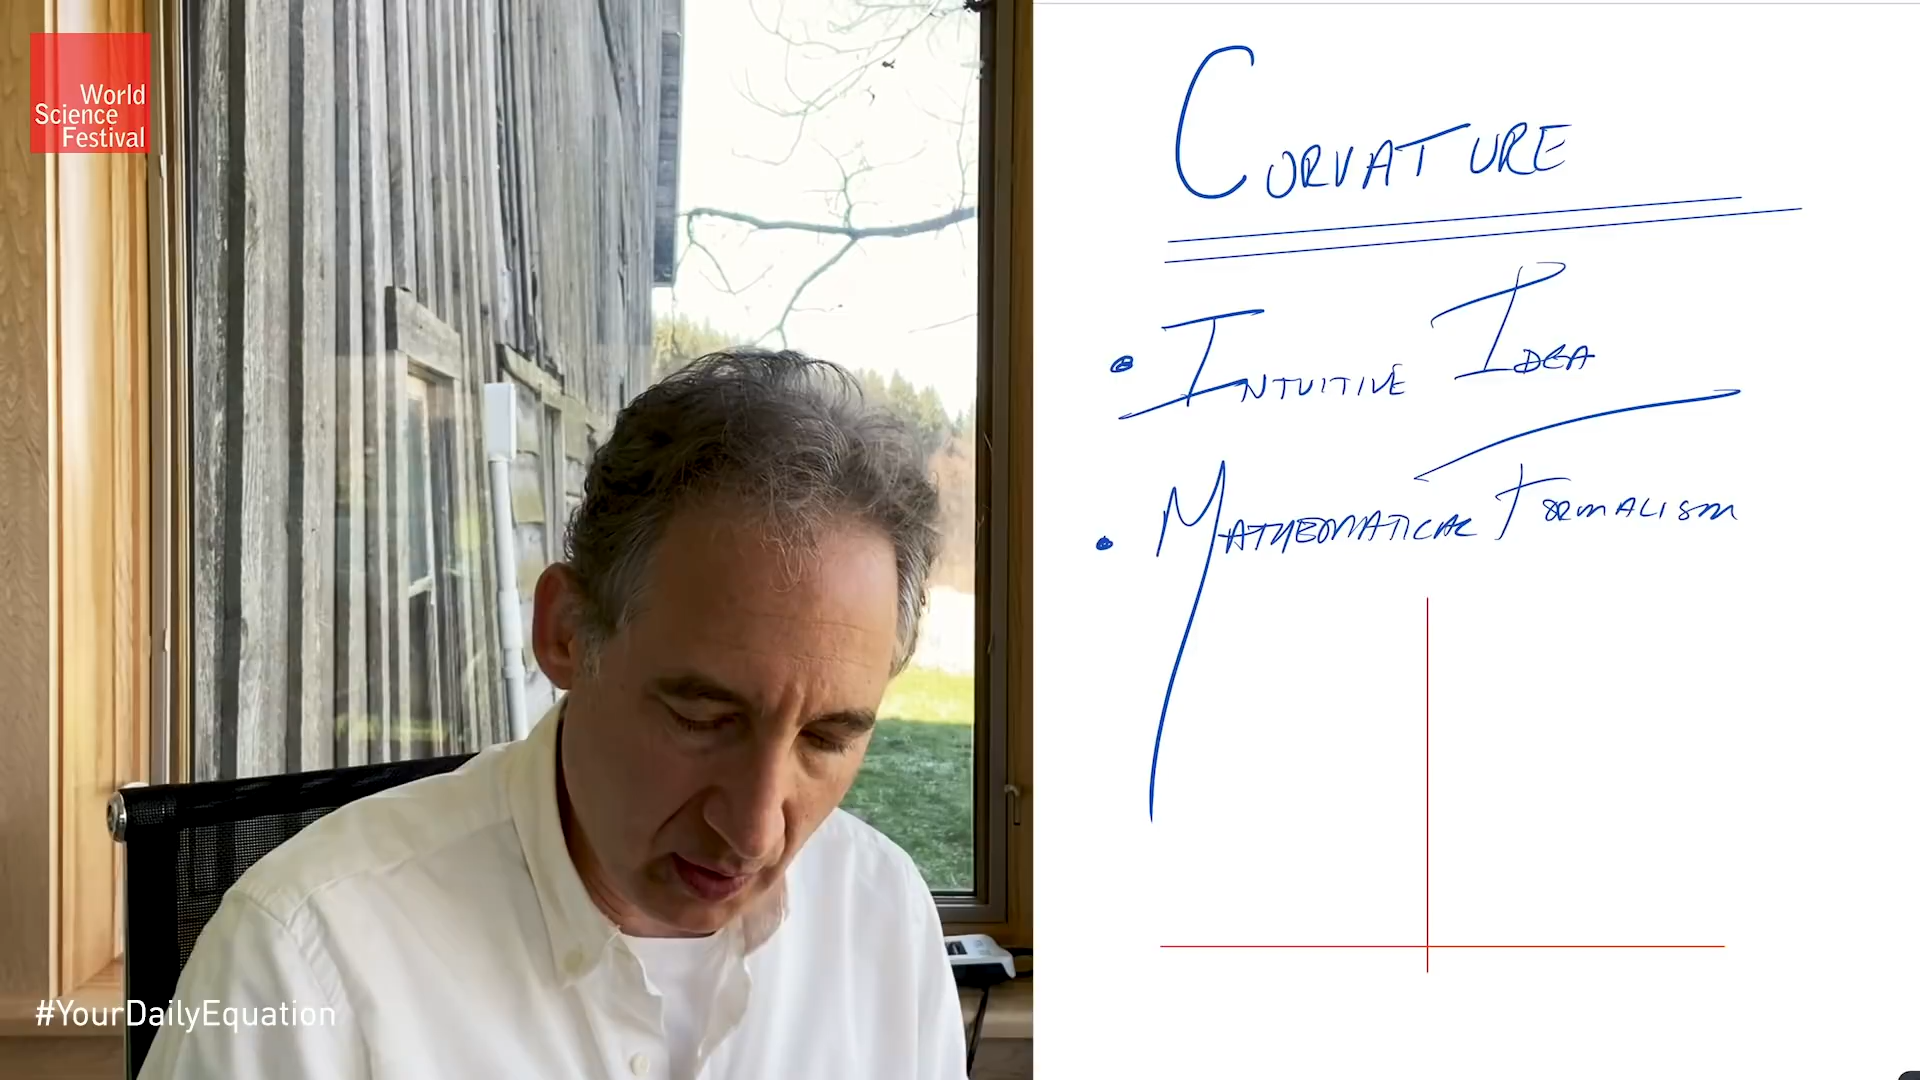 World
Science
Festival
CURVATURE
• INTUITIVE IDEA
• MATHEMATICAL FORMALISM
#YourDailyEquation